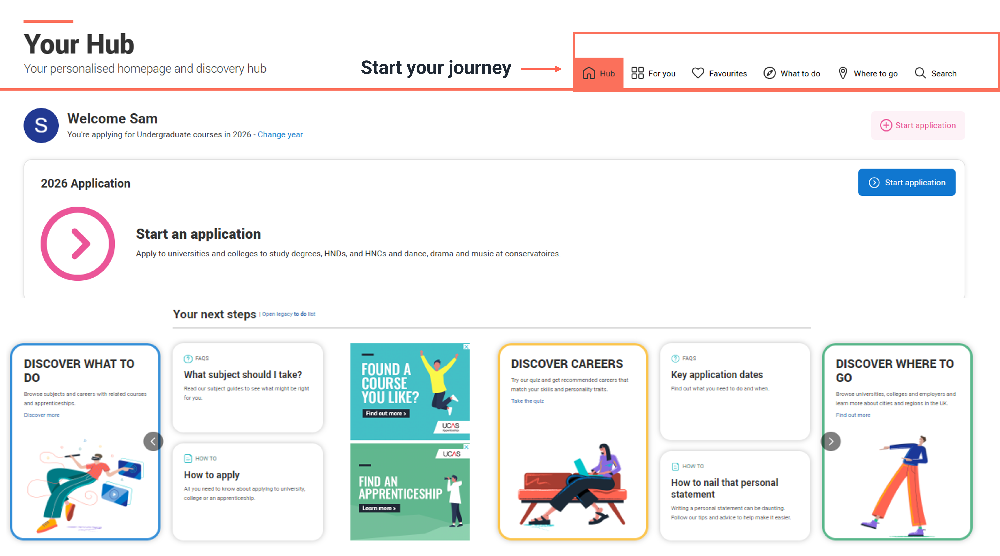 Your Hub
Your personalised homepage and discovery hub
Start your journey
Hub
For you
Favourites
What to do
Where to go
Search
S
Welcome Sam
You're applying for Undergraduate courses in 2026 - Change year
Start application
2026 Application
Start application
Start an application
Apply to universities and colleges to study degrees, HNDs, and HNCs and dance, drama and music at conservatoires.
Your next steps | Open legacy to do list
DISCOVER WHAT TO
DO
Browse subjects and careers with related courses
and apprenticeships.
Discover more
FAQS
What subject should I take?
Read our subject guides to see what might be right
for you.
HOW TO
How to apply
All you need to know about applying to university,
college or an apprenticeship.
FOUND A
COURSE
YOU LIKE?
Find out more >
UCAS
Apprenticeships
UCAS
FIND AN
APPRENTICESHIP
Learn more >
DISCOVER CAREERS
Try our quiz and get recommended careers that
match your skills and personality traits.
Take the quiz
FAQS
Key application dates
Find out what you need to do and when.
HOW TO
How to nail that personal
statement
Writing a personal statement can be daunting.
Follow our tips and advice to help make it easier.
DISCOVER WHERE TO
GO
Browse universities, colleges and employers and
learn more about cities and regions in the UK.
Find out more